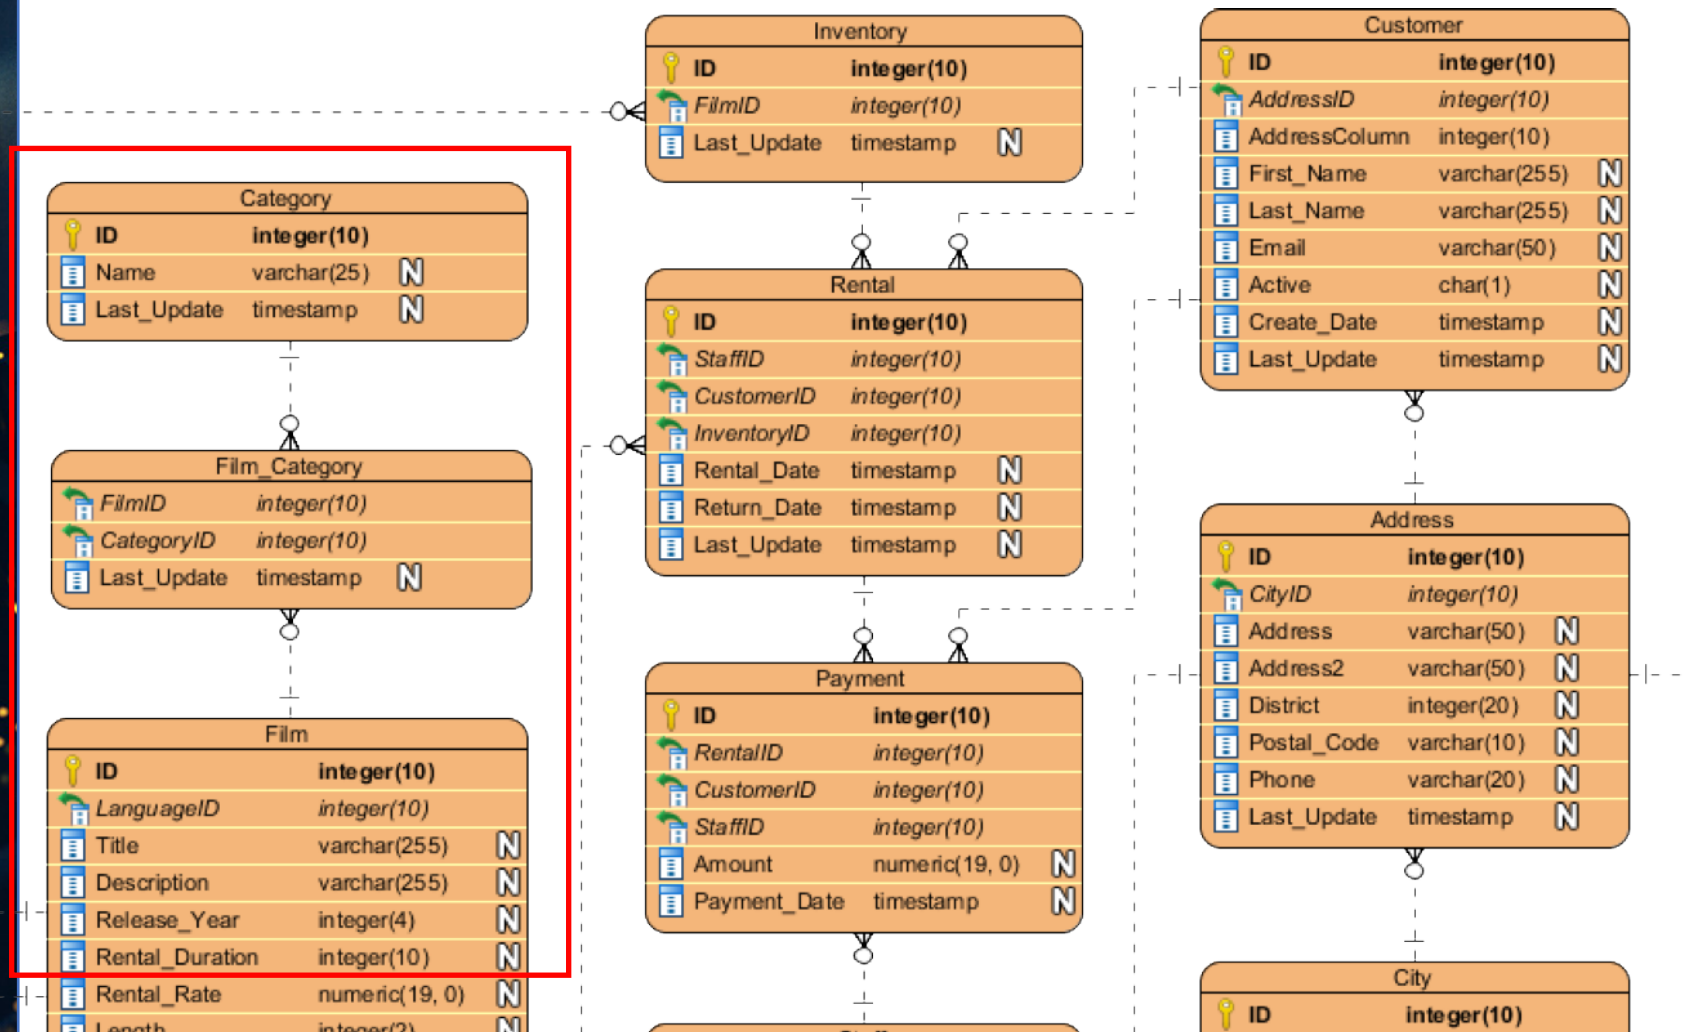 Inventory
ID integer(10)
FilmID integer(10)
Last_Update timestamp N
Customer
ID integer(10)
AddressID integer(10)
AddressColumn integer(10)
First_Name varchar(255) N
Last_Name varchar(255) N
Email varchar(50) N
Active char(1) N
Create_Date timestamp N
Last_Update timestamp N
Category
ID integer(10)
Name varchar(25) N
Last_Update timestamp N
Rental
ID integer(10)
StaffID integer(10)
CustomerID integer(10)
InventoryID integer(10)
Rental_Date timestamp N
Return_Date timestamp N
Last_Update timestamp N
Film_Category
FilmID integer(10)
CategoryID integer(10)
Last_Update timestamp N
Address
ID integer(10)
CityID integer(10)
Address varchar(50) N
Address2 varchar(50) N
District integer(20) N
Postal_Code varchar(10) N
Phone varchar(20) N
Last_Update timestamp N
Payment
ID integer(10)
RentalID integer(10)
CustomerID integer(10)
StaffID integer(10)
Amount numeric(19, 0) N
Payment_Date timestamp N
Film
ID integer(10)
LanguageID integer(10)
Title varchar(255) N
Description varchar(255) N
Release_Year integer(4) N
Rental_Duration integer(10) N
Rental_Rate numeric(19, 0) N
Length integer(2) N
City
ID integer(10)